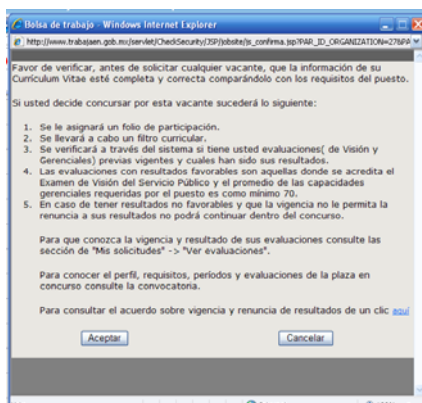 Bolsa de trabajo - Windows Internet Explorer
http://www.trabajaen.gob.mx/servlet/CheckSecurity/JSP/jobsite/js_confirma.jsp?PAR_ID_ORGANIZATION=27&PA
Favor de verificar, antes de solicitar cualquier vacante, que la información de su
Curriculum Vitae esté completa y correcta comparándolo con los requisitos del puesto.
Si usted decide concursar por esta vacante sucederá lo siguiente:
1. Se le asignará un folio de participación.
2. Se llevará a cabo un filtro curricular.
3. Se verificará a través del sistema si tiene usted evaluaciones( de Visión y
Gerenciales) previas vigentes y cuales han sido sus resultados.
4. Las evaluaciones con resultados favorables son aquellas donde se acredita el
Examen de Visión del Servicio Público y el promedio de las capacidades
gerenciales requeridas por el puesto es como mínimo 70.
5. En caso de tener resultados no favorables y que la vigencia no le permita la
renuncia a sus resultados no podrá continuar dentro del concurso.
Para que conozca la vigencia y resultado de sus evaluaciones consulte las
sección de "Mis solicitudes" -> "Ver evaluaciones".
Para conocer el perfil, requisitos, períodos y evaluaciones de la plaza en
concurso consulte la convocatoria.
Para consultar el acuerdo sobre vigencia y renuncia de resultados de un clic aquí
Aceptar Cancelar